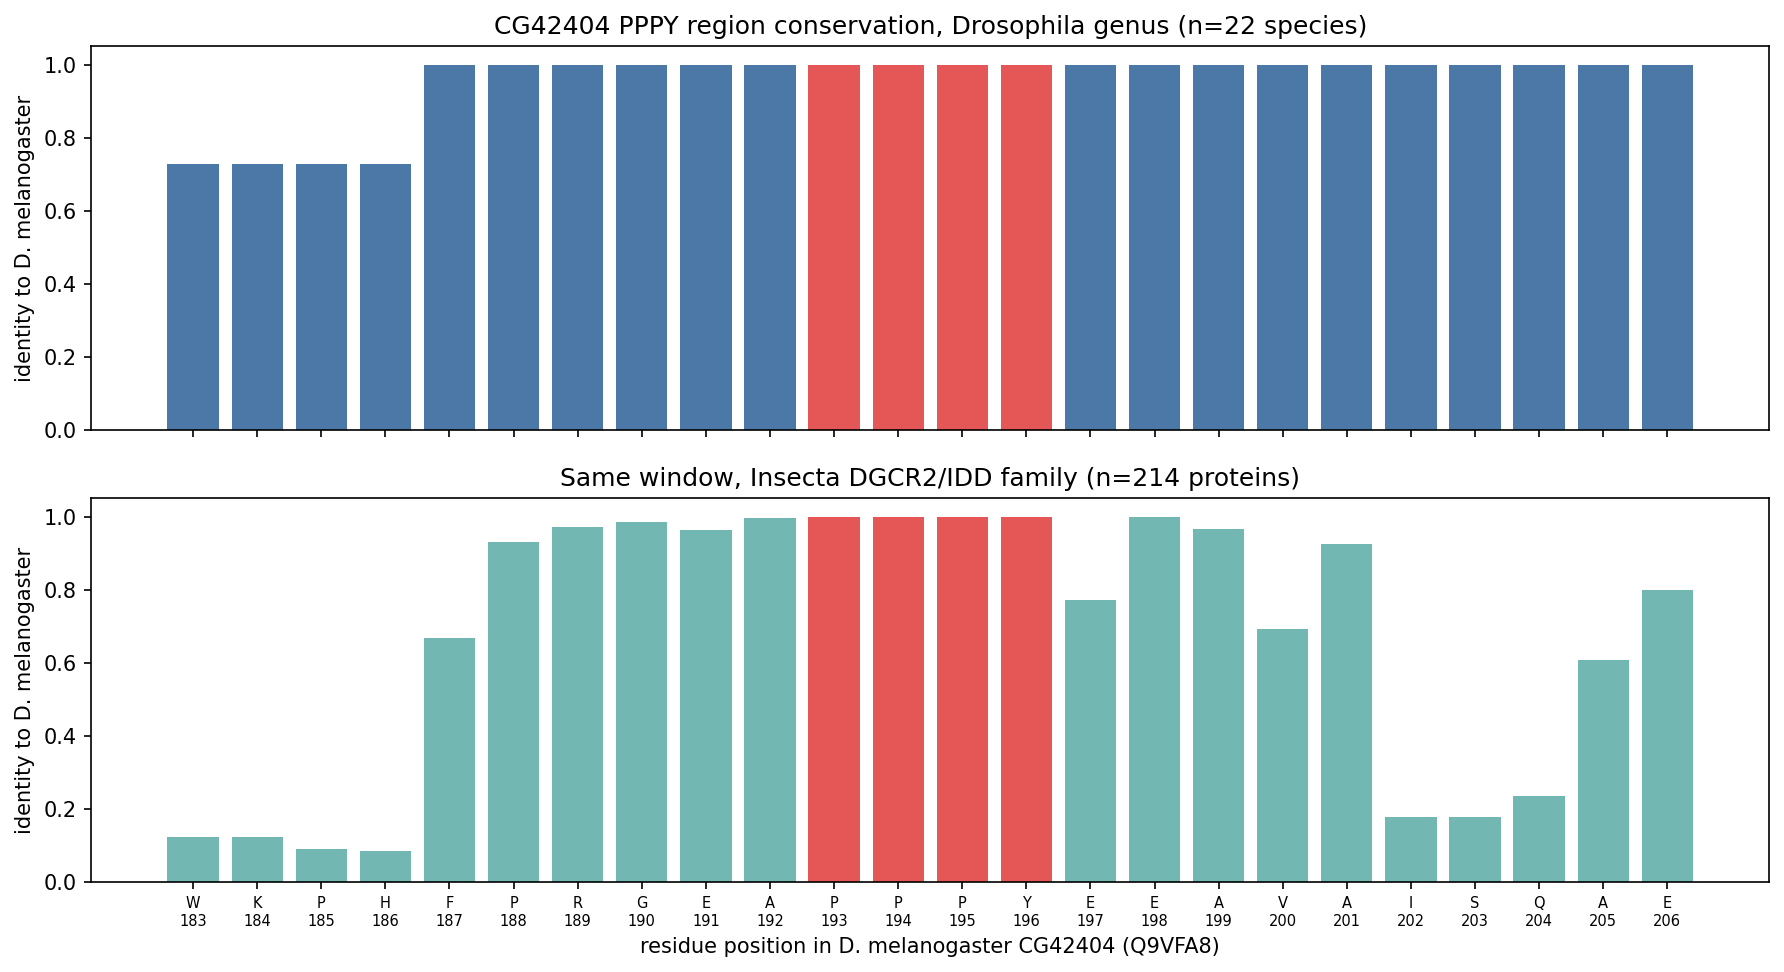 CG42404 PPPY region conservation, Drosophila genus (n=22 species)
identity to D. melanogaster
1.0
0.8
0.6
0.4
0.2
0.0
Same window, Insecta DGCR2/IDD family (n=214 proteins)
identity to D. melanogaster
1.0
0.8
0.6
0.4
0.2
0.0
W K P H F P R G E A P P P Y E E A V A I S Q A E
183 184 185 186 187 188 189 190 191 192 193 194 195 196 197 198 199 200 201 202 203 204 205 206
residue position in D. melanogaster CG42404 (Q9VFA8)